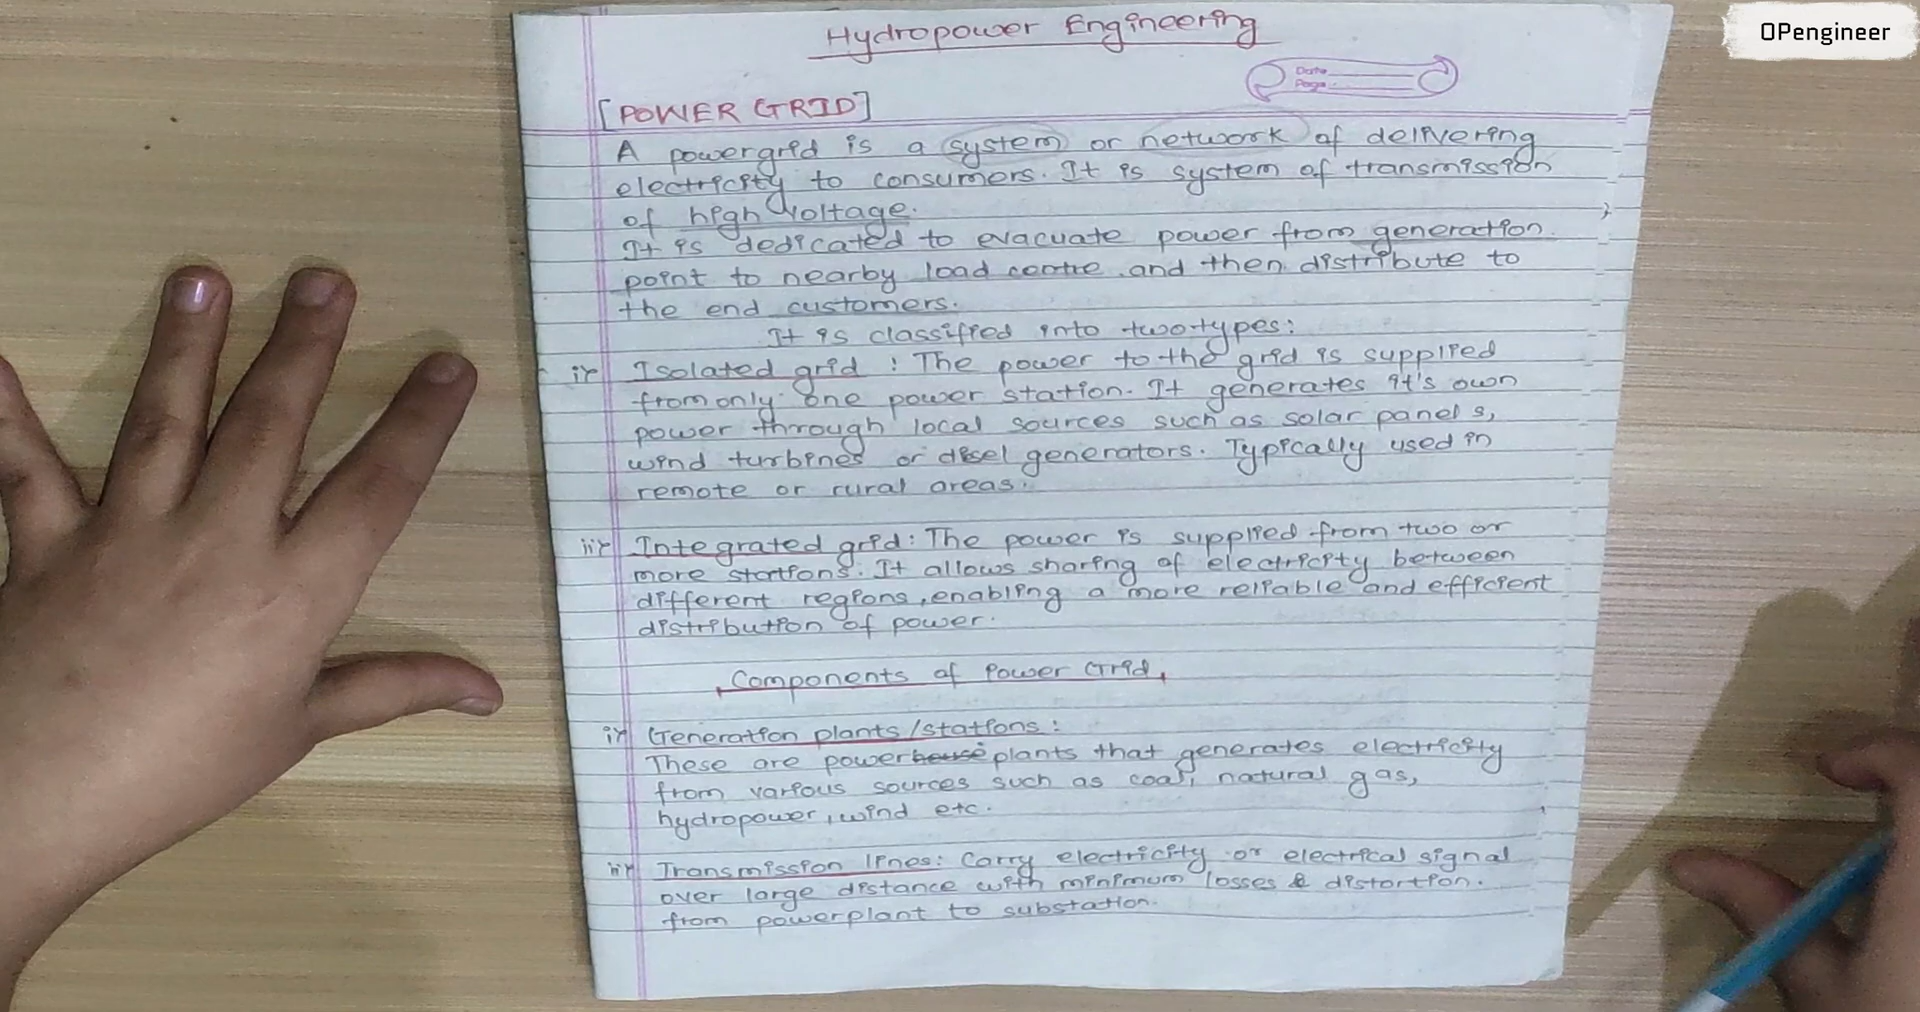 Hydropower Engineering
OPengineer
Date
Page
[POWER GRID]
A powergrid is a system or network of delivering
electricity to consumers. It is system of transmission
of high voltage.
It is dedicated to evacuate power from generation
point to nearby load centre and then distribute to
the end customers.
It is classified into two types:
i) Isolated grid : The power to the grid is supplied
from only one power station. It generates it's own
power through local sources such as solar panels,
wind turbines or disel generators. Typically used in
remote or rural areas.
ii) Integrated grid: The power is supplied from two or
more stations. It allows sharing of electricity between
different regions, enabling a more reliable and efficient
distribution of power.
Components of Power Grid
i) Generation plants/stations:
These are powerhouse plants that generates electricity
from various sources such as coal, natural gas,
hydropower, wind etc.
ii) Transmission lines: Carry electricity or electrical signal
over large distance with minimum losses & distortion.
from powerplant to substation.